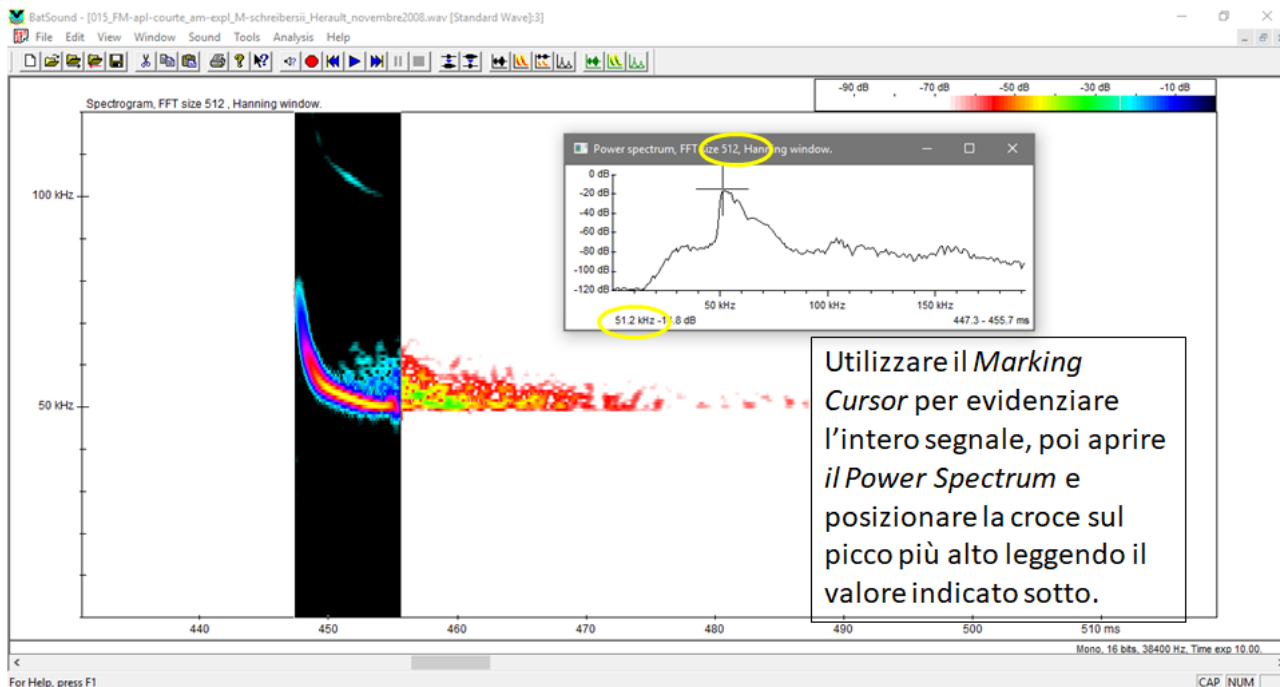 BatSound - [015_FM-apl-courte_am-expl_M-schreibersii_Herault_novembre2008.wav [Standard Wave]:3]
File Edit View Window Sound Tools Analysis Help
-90 dB -70 dB -50 dB -30 dB -10 dB
Spectrogram, FFT size 512 , Hanning window.
100 kHz
50 kHz
Power spectrum, FFT size 512, Hanning window.
0 dB
-20 dB
-40 dB
-60 dB
-80 dB
-100 dB
-120 dB
50 kHz 100 kHz 150 kHz
51.2 kHz .8 dB 447.3 - 455.7 ms
Utilizzare il Marking
Cursor per evidenziare
l'intero segnale, poi aprire
il Power Spectrum e
posizionare la croce sul
picco più alto leggendo il
valore indicato sotto.
440 450 460 470 480 490 500 510 ms
Mono, 16 bits, 38400 Hz, Time exp 10.00.
For Help, press F1
CAP NUM